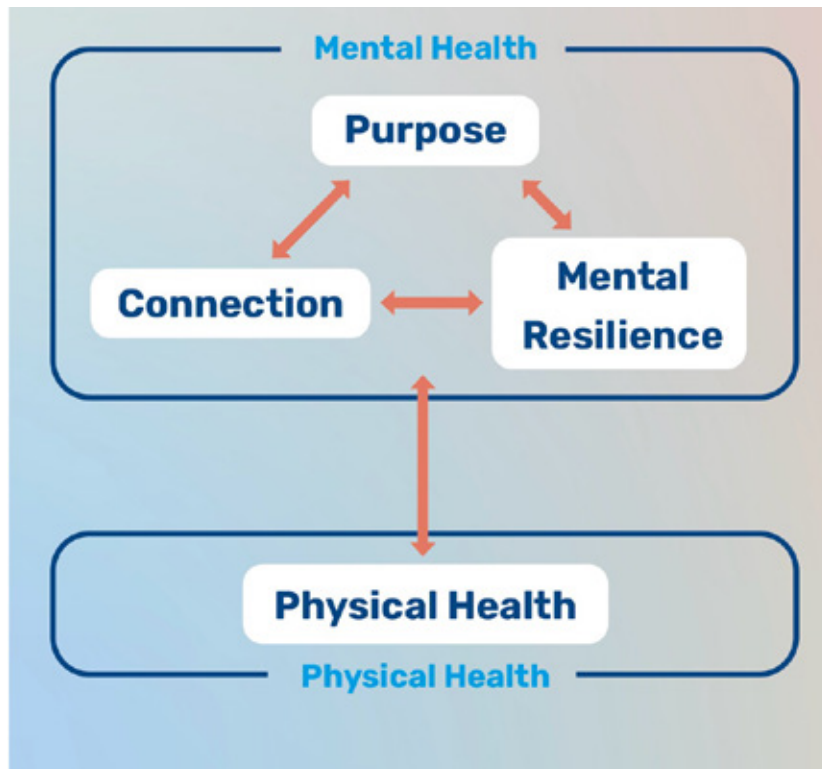 Mental Health
Purpose
Connection
Mental
Resilience
Physical Health
Physical Health